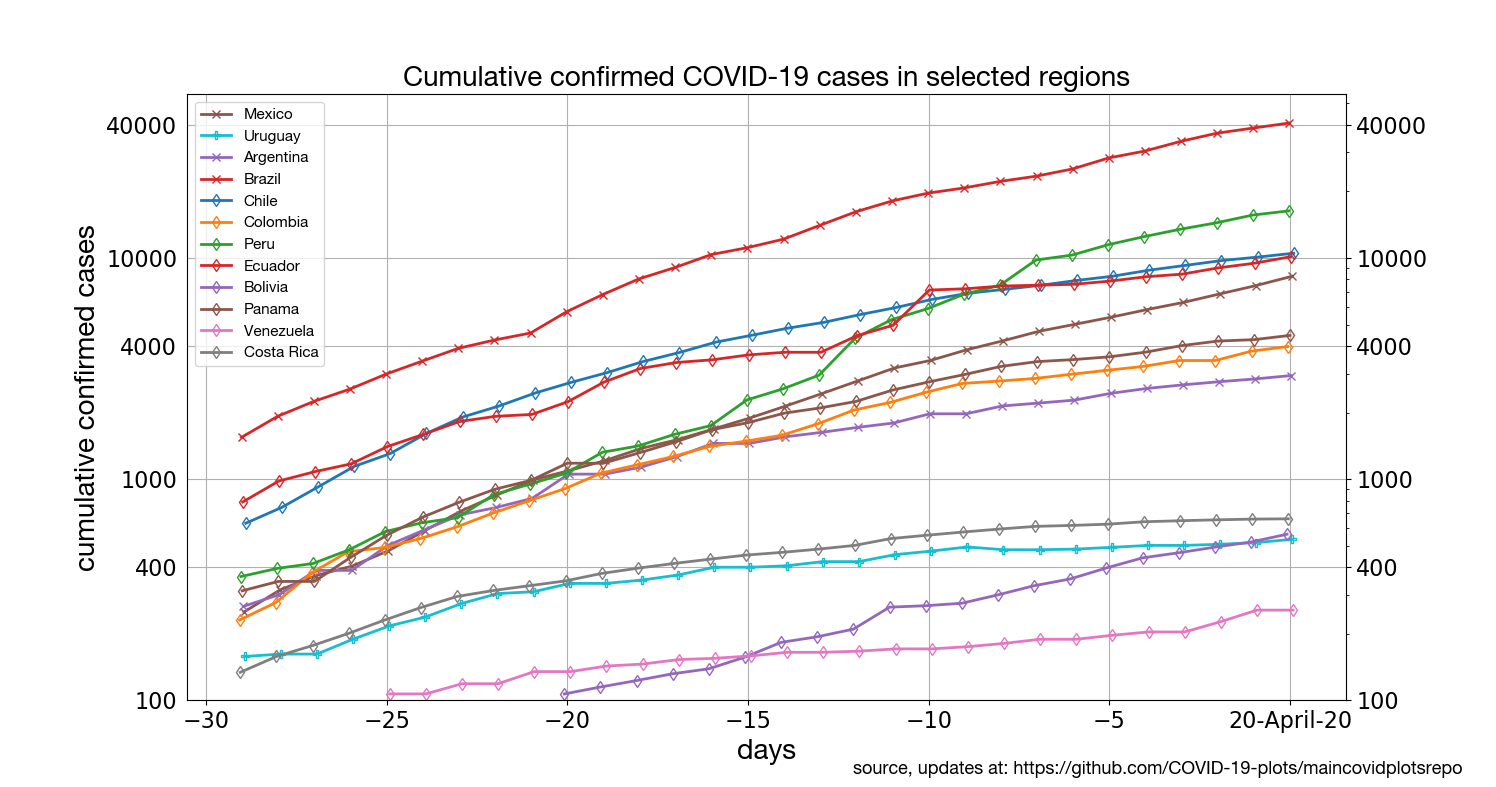 Cumulative confirmed COVID-19 cases in selected regions
Mexico
Uruguay
Argentina
Brazil
Chile
Colombia
Peru
Ecuador
Bolivia
Panama
Venezuela
Costa Rica
cumulative confirmed cases
40000
10000
4000
1000
400
100
40000
10000
4000
1000
400
100
−30
−25
−20
−15
−10
−5
20-April-20
days
source, updates at: https://github.com/COVID-19-plots/maincovidplotsrepo